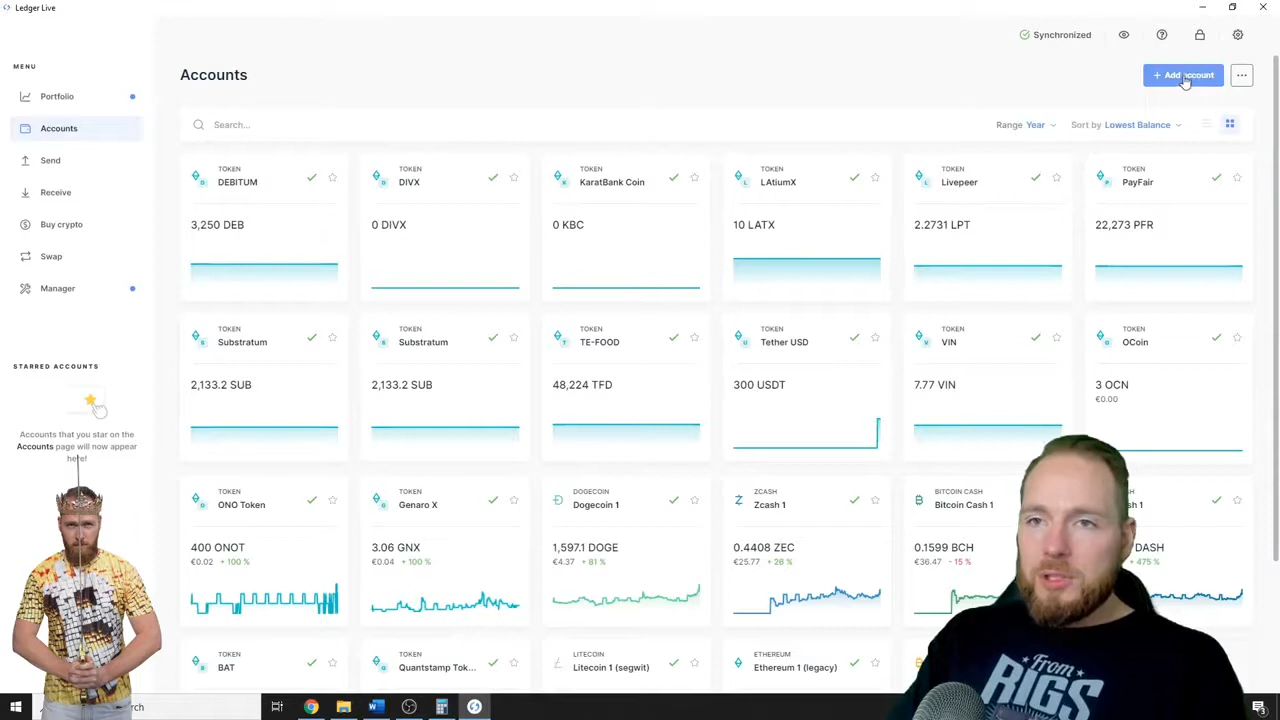 Ledger Live
MENU
Portfolio
Accounts
Send
Receive
Buy crypto
Swap
Manager
STARRED ACCOUNTS
Accounts that you star on the
Accounts page will now appear
here!
Synchronized
Accounts
+ Add account
Search...
Range Year
Sort by Lowest Balance
TOKEN
DEBITUM
3,250 DEB
TOKEN
DIVX
0 DIVX
TOKEN
KaratBank Coin
0 KBC
TOKEN
LAtiumX
10 LATX
TOKEN
Livepeer
2.2731 LPT
TOKEN
PayFair
22,273 PFR
TOKEN
Substratum
2,133.2 SUB
TOKEN
Substratum
2,133.2 SUB
TOKEN
TE-FOOD
48,224 TFD
TOKEN
Tether USD
300 USDT
TOKEN
VIN
7.77 VIN
TOKEN
OCoin
3 OCN
€0.00
TOKEN
ONO Token
400 ONOT
€0.02 + 100 %
TOKEN
Genaro X
3.06 GNX
€0.04 + 100 %
DOGECOIN
Dogecoin 1
1,597.1 DOGE
€4.37 + 81 %
ZCASH
Zcash 1
0.4408 ZEC
€25.77 + 26 %
BITCOIN CASH
Bitcoin Cash 1
0.1599 BCH
€36.47 - 15 %
DASH
+ 475 %
TOKEN
BAT
TOKEN
Quantstamp Tok...
LITECOIN
Litecoin 1 (segwit)
ETHEREUM
Ethereum 1 (legacy)
From
RIGS
3